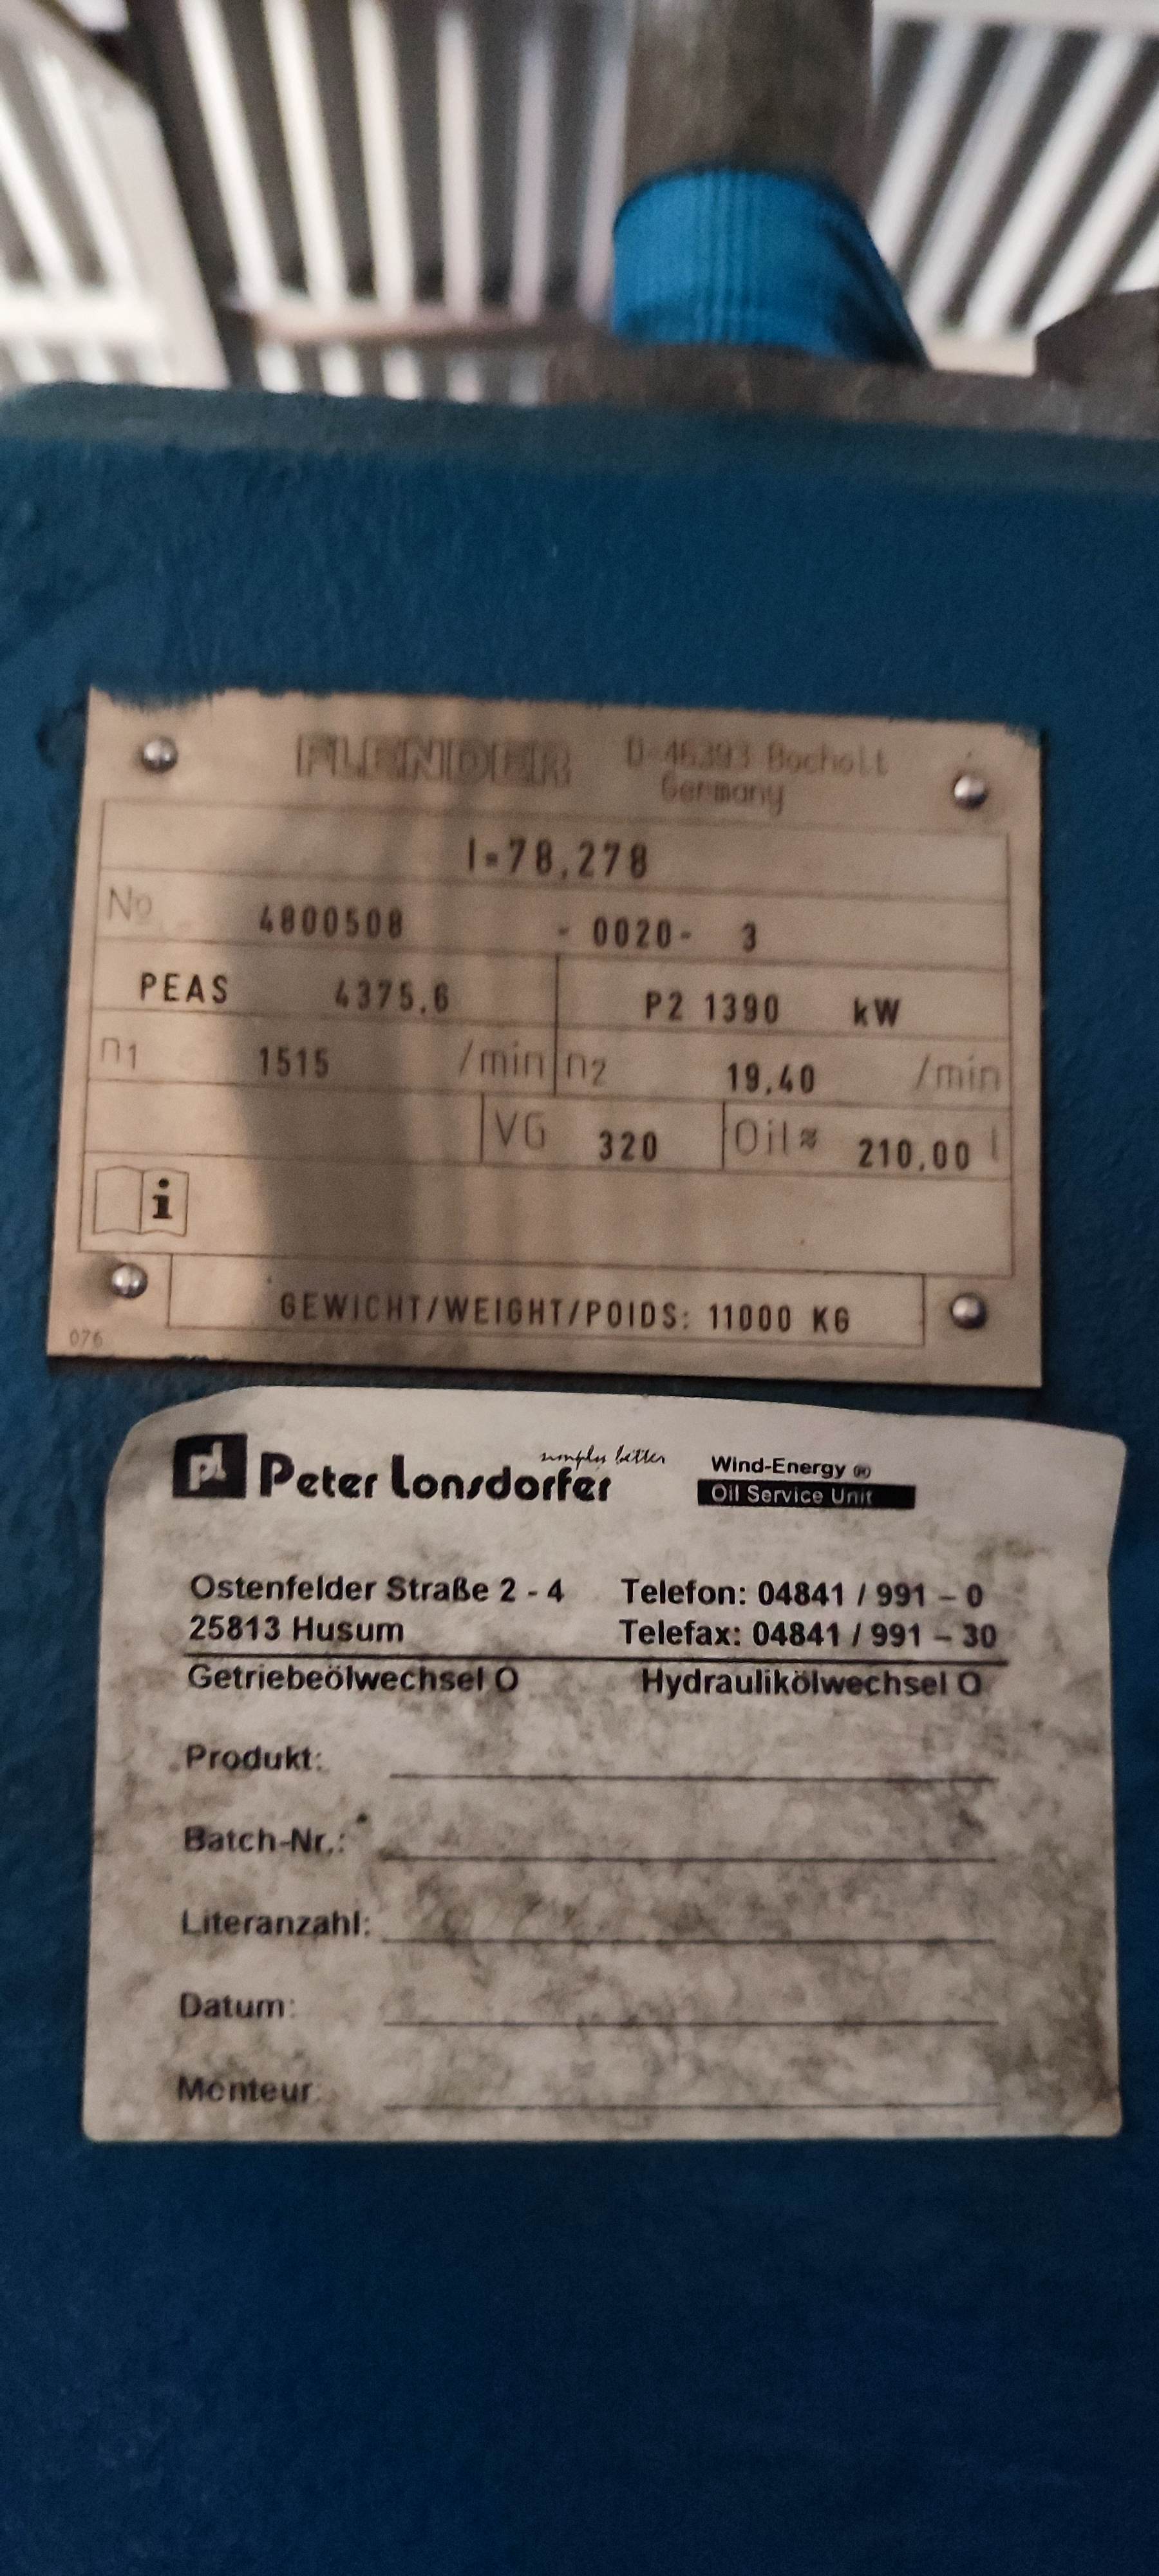 FLENDER D-46393 Bocholt
Germany
I=78,278
No 4800508 - 0020- 3
PEAS 4375,6 P2 1390 kW
n1 1515 /min n2 19,40 /min
VG 320 Oil≈ 210,00 l
i
GEWICHT/WEIGHT/POIDS: 11000 KG
076
pl Peter Lonsdorfer simply better Wind-Energy
Oil Service Unit
Ostenfelder Straße 2 - 4 Telefon: 04841 / 991 – 0
25813 Husum Telefax: 04841 / 991 – 30
Getriebeölwechsel O Hydraulikölwechsel O
Produkt:
Batch-Nr.:
Literanzahl:
Datum:
Monteur: